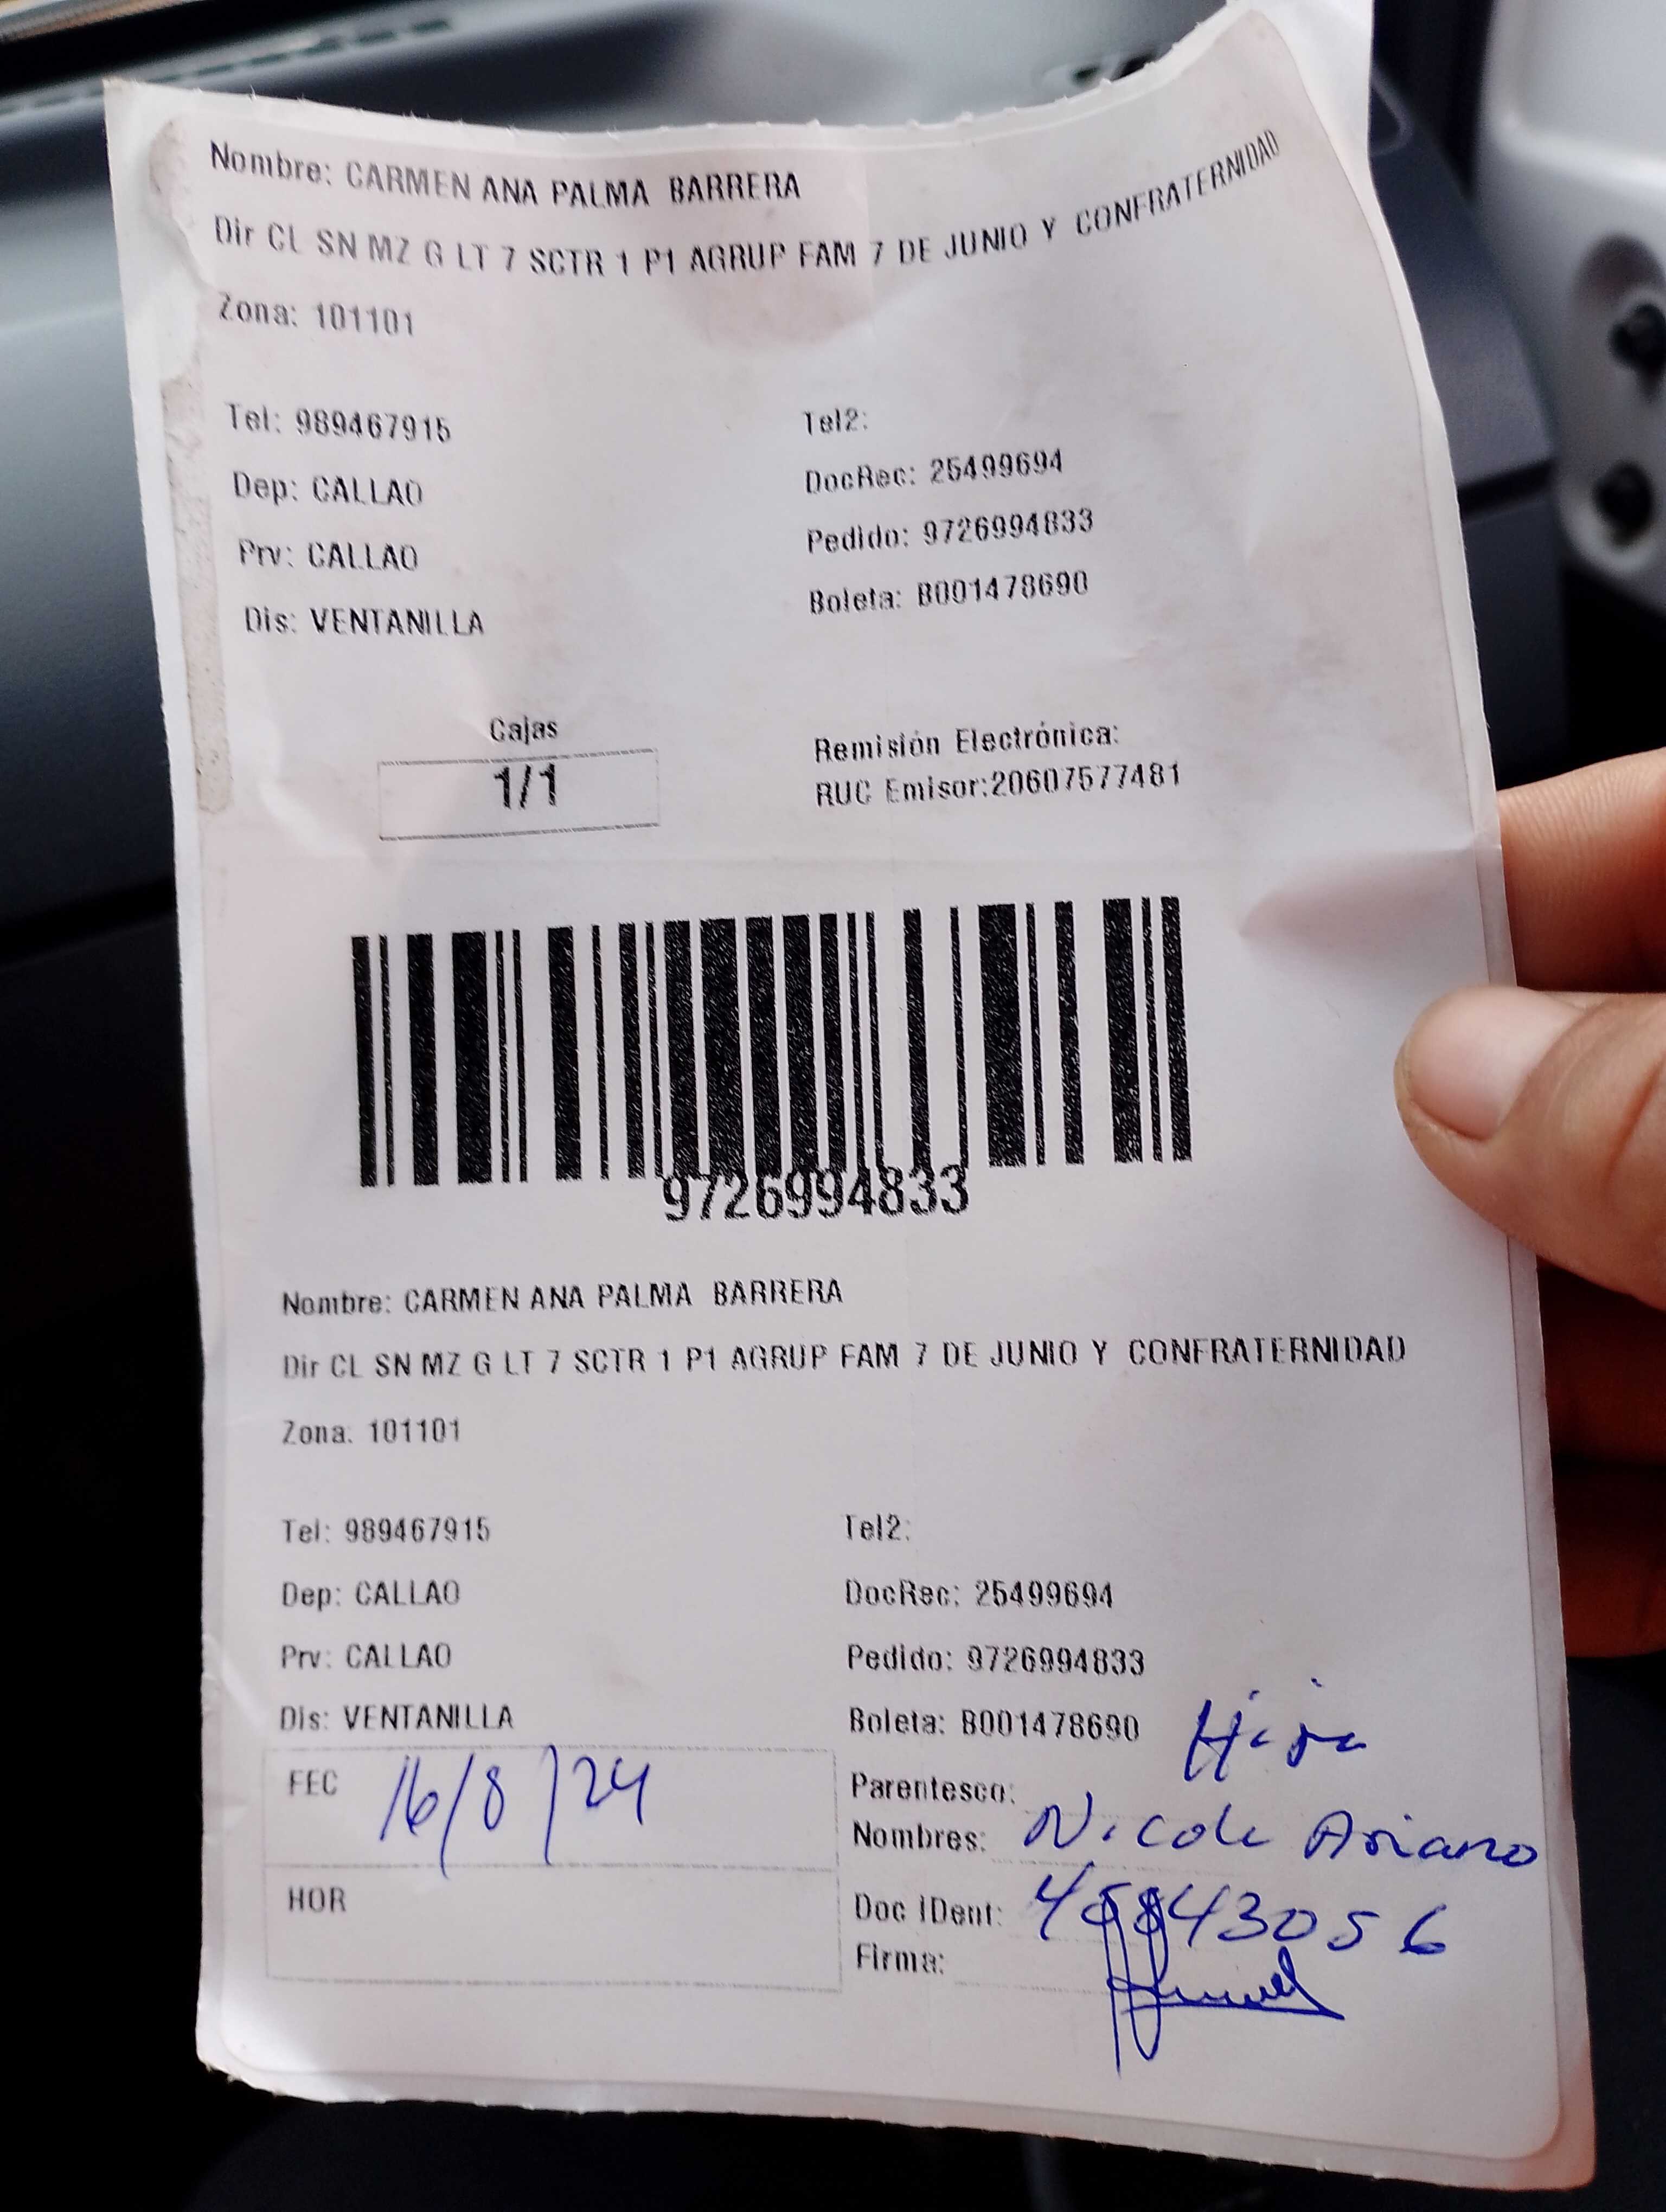 Nombre: CARMEN ANA PALMA BARRERA
Dir CL SN MZ G LT 7 SCTR 1 P1 AGRUP FAM 7 DE JUNIO Y CONFRATERNIDAD
Zona: 101101
Tel: 989467915 Tel2:
Dep: CALLAO DocRec: 25499694
Prv: CALLAO Pedido: 9726994833
Dis: VENTANILLA Boleta: B001478690
Cajas Remisión Electrónica:
1/1 RUC Emisor:20607577481
9726994833
Nombre: CARMEN ANA PALMA BARRERA
Dir CL SN MZ G LT 7 SCTR 1 P1 AGRUP FAM 7 DE JUNIO Y CONFRATERNIDAD
Zona: 101101
Tel: 989467915 Tel2:
Dep: CALLAO DocRec: 25499694
Prv: CALLAO Pedido: 9726994833
Dis: VENTANILLA Boleta: B001478690
FEC 16/8/24 Parentesco: Hija
Nombres: Nicole
HOR Doc iDent:
Firma: